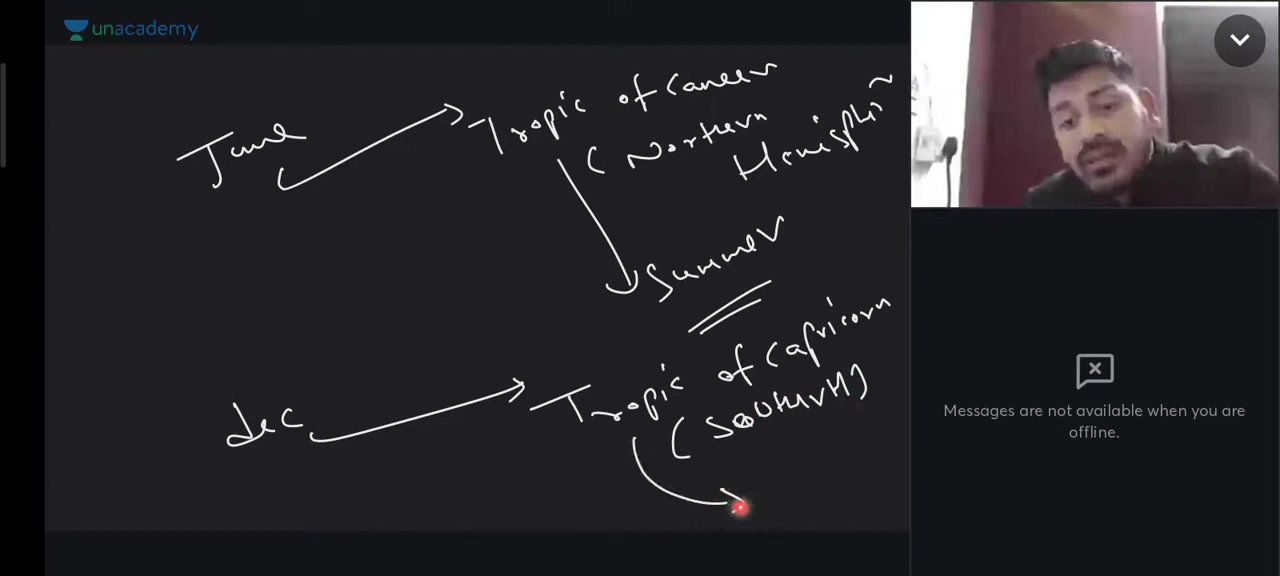 unacademy
June
Tropic of Cancer
(Northern
Hemispher
Summer
dec
Tropic of Capricorn
(SOUTHERN)
Messages are not available when you are
offline.